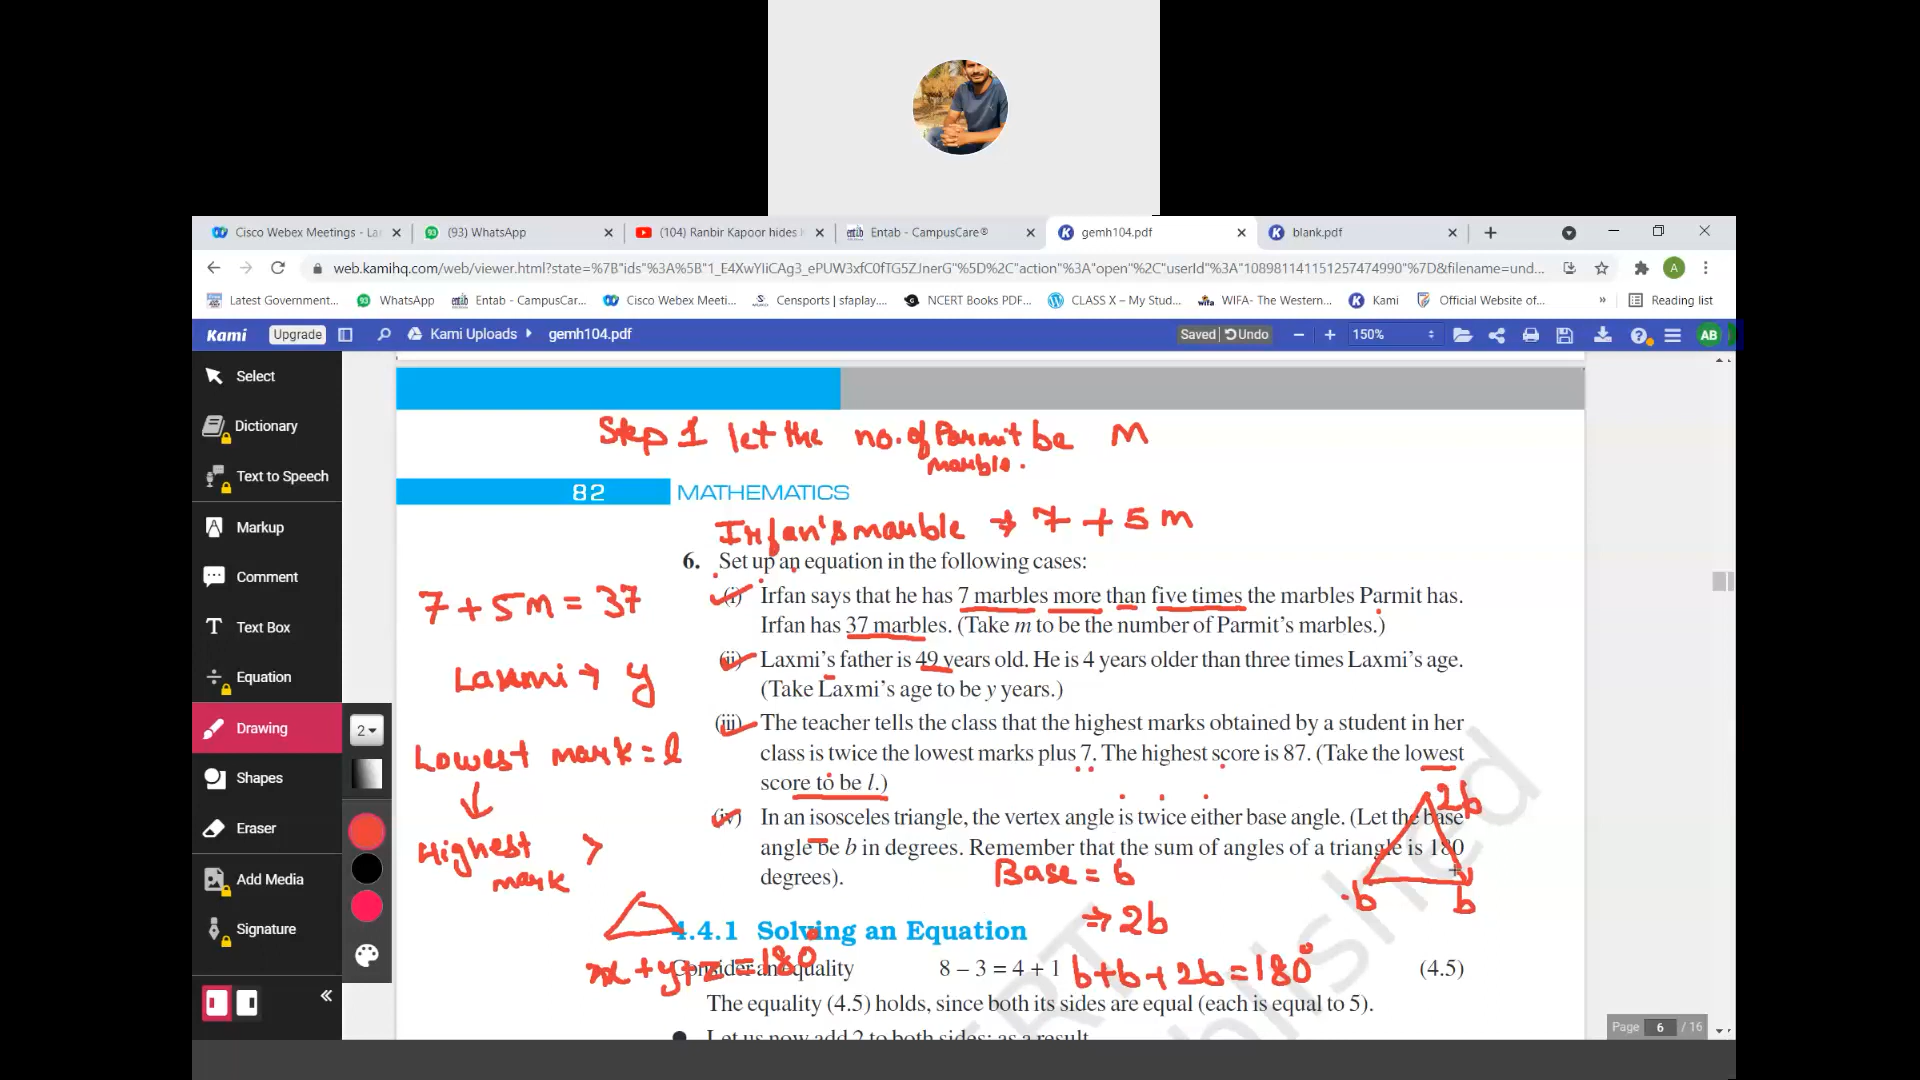 Cisco Webex Meetings - La
(93) WhatsApp
(104) Ranbir Kapoor hides
Entab - CampusCare®
gemh104.pdf
blank.pdf
web.kamihq.com/web/viewer.html?state=%7B"ids"%3A%5B"1_E4XwYIiCAg3_ePUW3xfC0fTG5ZJnerG"%5D%2C"action"%3A"open"%2C"userId"%3A"108981141151257474990"%7D&filename=und...
Latest Government...
WhatsApp
Entab - CampusCar...
Cisco Webex Meeti...
Censports | sfaplay....
NCERT Books PDF...
CLASS X – My Stud...
WIFA- The Western...
Kami
Official Website of...
»
Reading list
Kami
Upgrade
Kami Uploads
gemh104.pdf
Saved
Undo
150%
AB
Select
Dictionary
Text to Speech
Markup
Comment
Text Box
Equation
Drawing
Shapes
Eraser
Add Media
Signature
2
Step 1 let the no. of Parmit be M
marble.
82 MATHEMATICS
Irfan's marble → 7 + 5m
6. Set up an equation in the following cases:
(i) Irfan says that he has 7 marbles more than five times the marbles Parmit has.
Irfan has 37 marbles. (Take m to be the number of Parmit's marbles.)
7 + 5m = 37
(ii) Laxmi's father is 49 years old. He is 4 years older than three times Laxmi's age.
(Take Laxmi's age to be y years.)
Laxmi → y
(iii) The teacher tells the class that the highest marks obtained by a student in her
class is twice the lowest marks plus 7. The highest score is 87. (Take the lowest
score to be l.)
Lowest mark = l
Highest
mark
(iv) In an isosceles triangle, the vertex angle is twice either base angle. (Let the base
angle be b in degrees. Remember that the sum of angles of a triangle is 180
degrees).
2b
b
b
Base = b
→ 2b
4.4.1 Solving an Equation
x + y + z = 180°
Consider an equality 8 – 3 = 4 + 1 (4.5)
b + b + 2b = 180°
The equality (4.5) holds, since both its sides are equal (each is equal to 5).
Let us now add 2 to both sides; as a result
Page 6 / 16